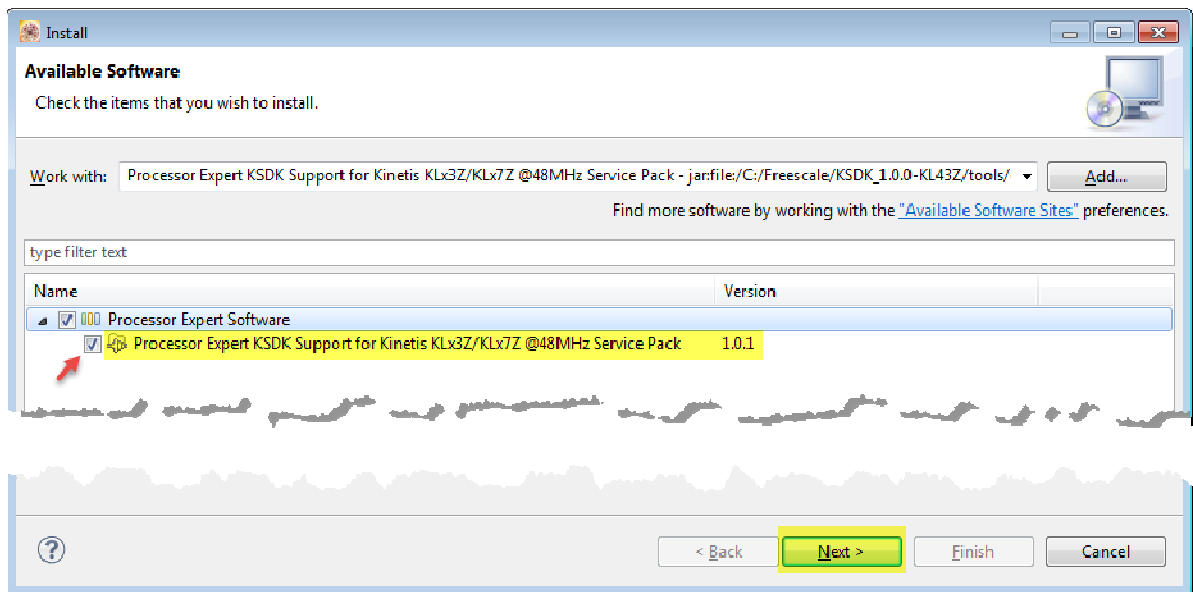 Install
Available Software
Check the items that you wish to install.
Work with: Processor Expert KSDK Support for Kinetis KLx3Z/KLx7Z @48MHz Service Pack - jar:file:/C:/Freescale/KSDK_1.0.0-KL43Z/tools/ Add...
Find more software by working with the "Available Software Sites" preferences.
type filter text
Name Version
Processor Expert Software
Processor Expert KSDK Support for Kinetis KLx3Z/KLx7Z @48MHz Service Pack 1.0.1
? < Back Next > Finish Cancel